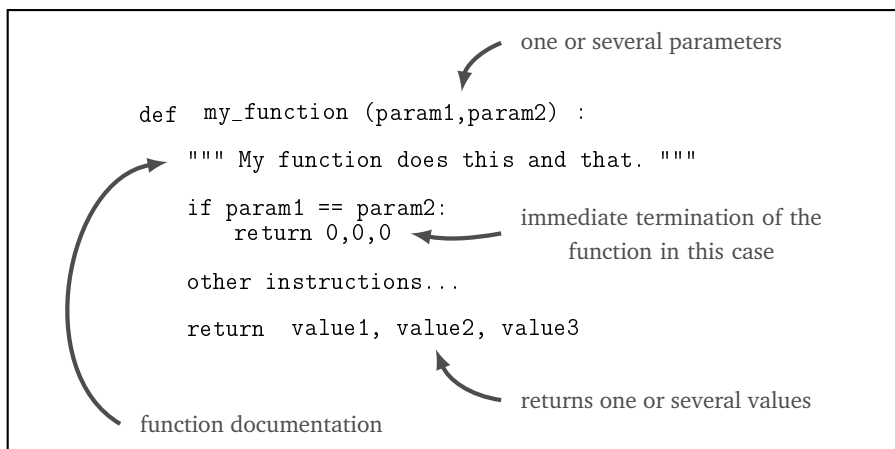 one or several parameters
def my_function (param1,param2) :
""" My function does this and that. """
if param1 == param2:
return 0,0,0
immediate termination of the
function in this case
other instructions...
return value1, value2, value3
returns one or several values
function documentation